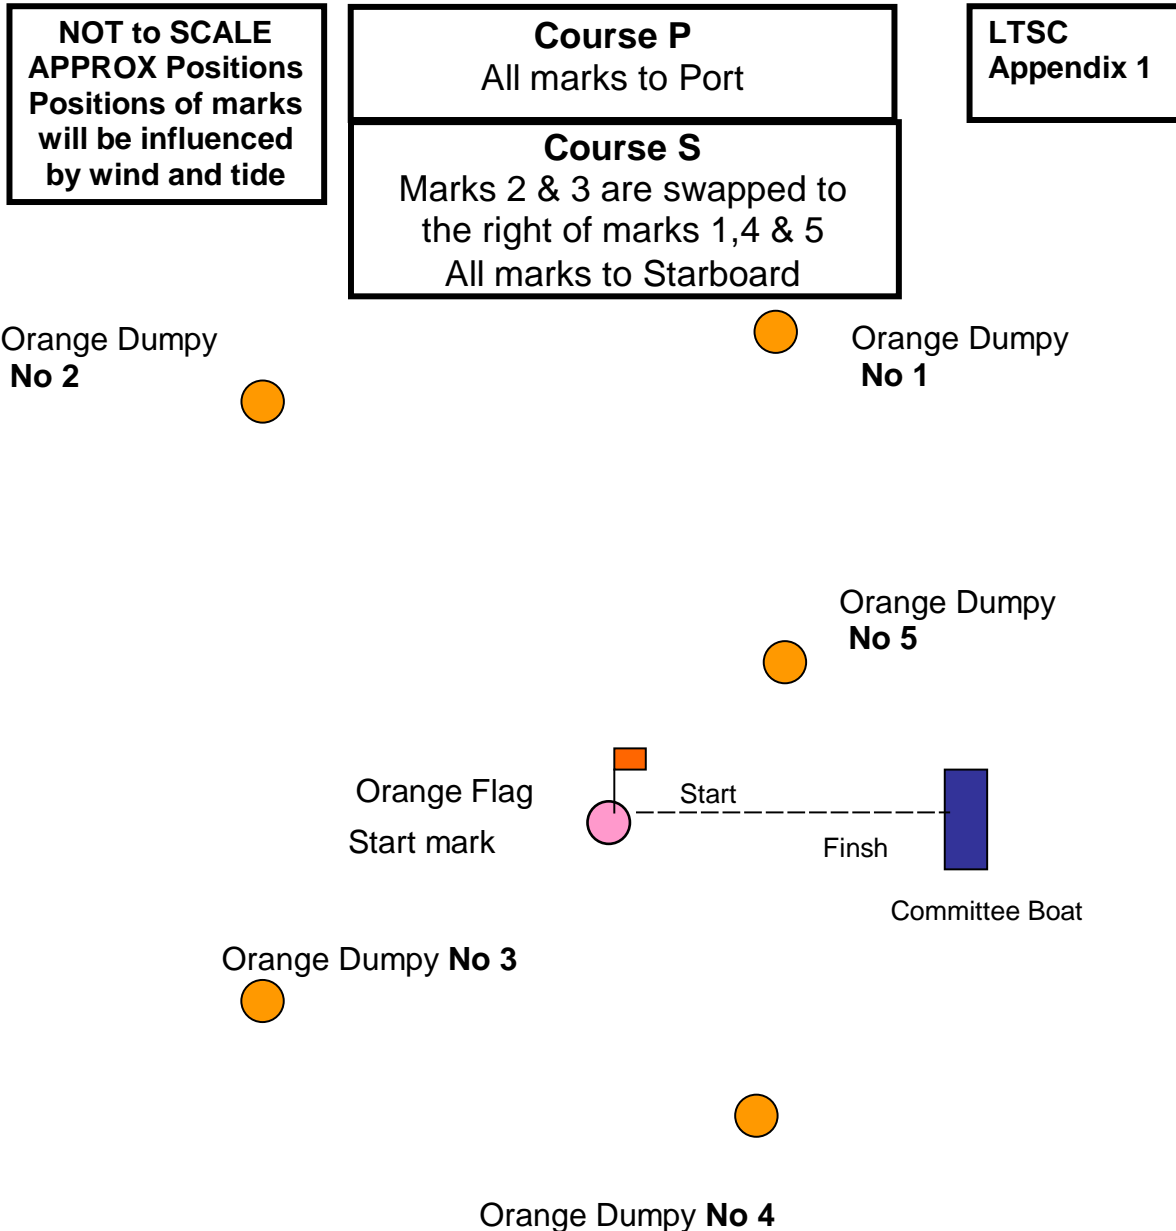 NOT to SCALE
APPROX Positions
Positions of marks
will be influenced
by wind and tide
Course P
All marks to Port
LTSC
Appendix 1
Course S
Marks 2 & 3 are swapped to
the right of marks 1,4 & 5
All marks to Starboard
Orange Dumpy
No 2
Orange Dumpy
No 1
Orange Dumpy
No 5
Orange Flag
Start mark
Start
Finsh
Committee Boat
Orange Dumpy No 3
Orange Dumpy No 4